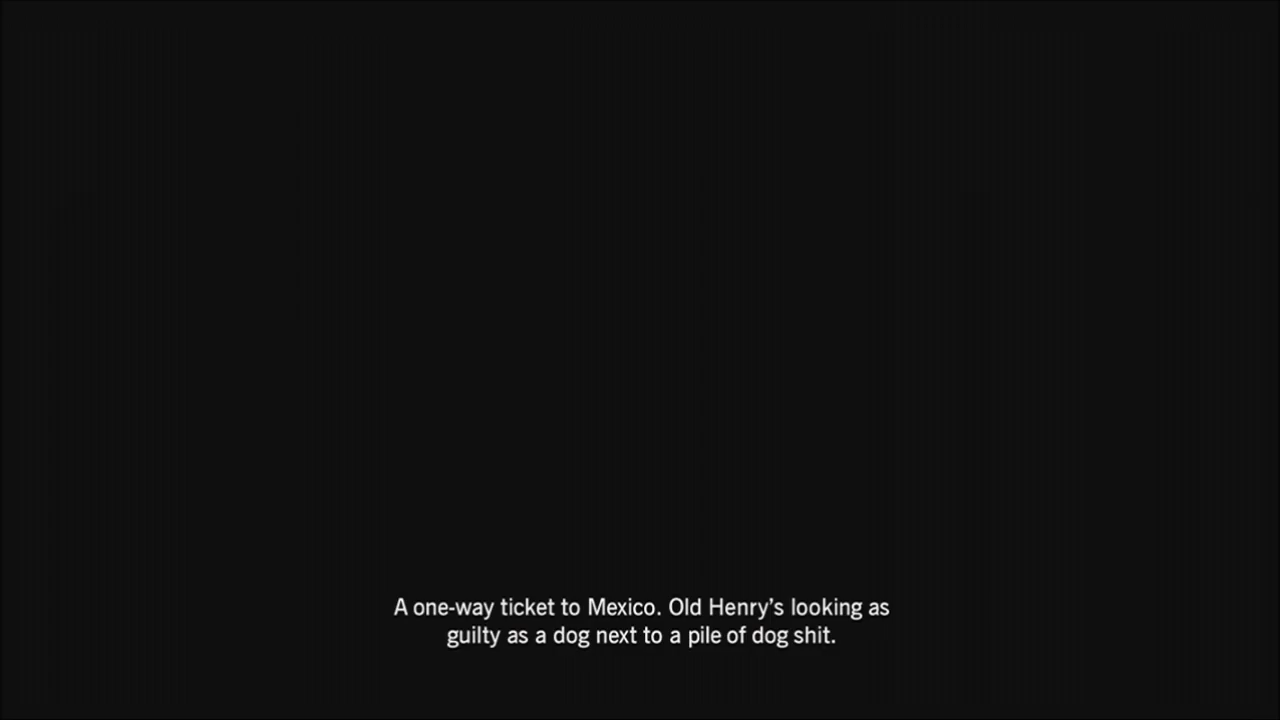 A one-way ticket to Mexico. Old Henry’s looking as
guilty as a dog next to a pile of dog shit.